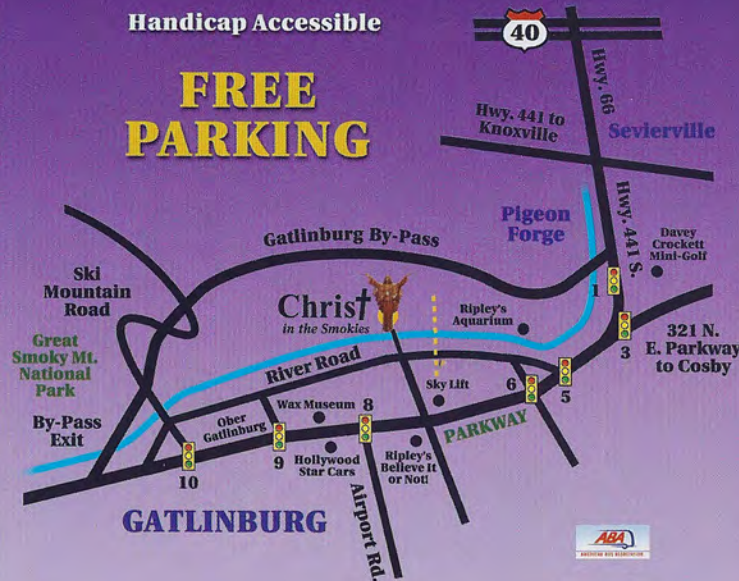 Handicap Accessible
FREE
PARKING
40
Hwy. 66
Hwy. 441 to
Knoxville
Sevierville
Hwy. 441 S.
Pigeon
Forge
Davey
Crockett
Mini-Golf
Gatlinburg By-Pass
Ski
Mountain
Road
Christ
in the Smokies
Ripley's
Aquarium
1
Great
Smoky Mt.
National
Park
3
321 N.
E. Parkway
to Cosby
River Road
By-Pass
Exit
Ober
Gatlinburg
Wax Museum
8
Sky Lift
6
5
PARKWAY
10
9
Hollywood
Star Cars
Ripley's
Believe It
or Not!
Airport Rd.
GATLINBURG
ABA
AMERICAN BUS ASSOCIATION